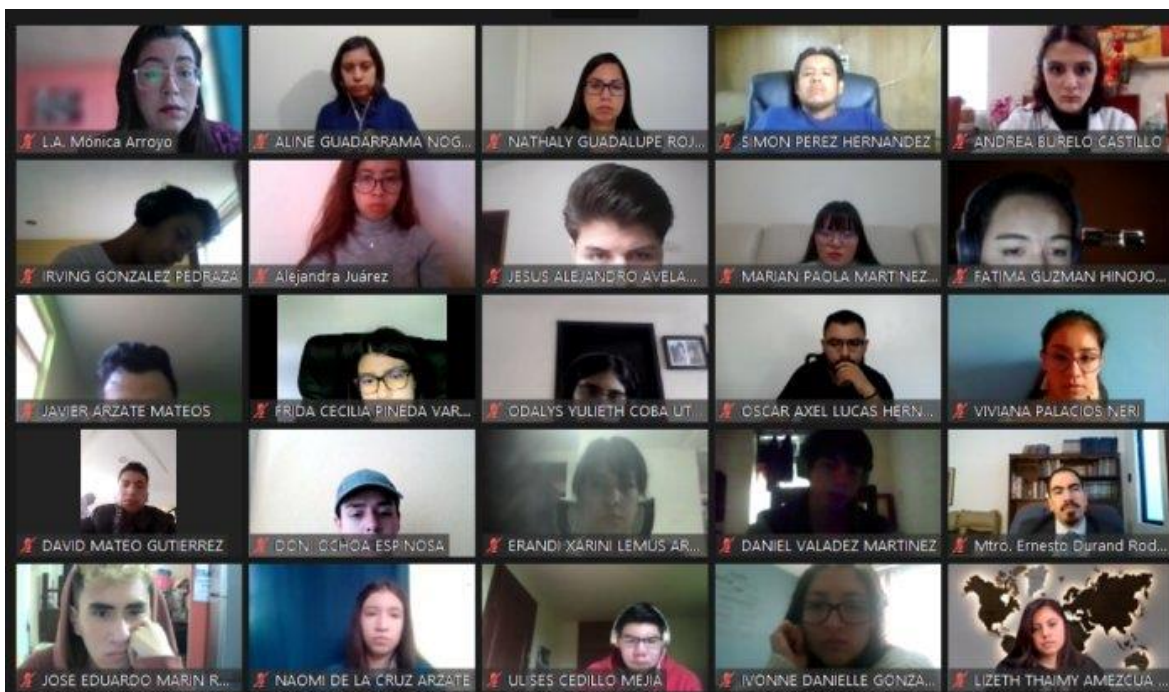 L.A. Mónica Arroyo
ALINE GUADARRAMA NOG...
NATHALY GUADALUPE ROJ...
SIMON PEREZ HERNANDEZ
ANDREA BURELO CASTILLO
IRVING GONZALEZ PEDRAZA
Alejandra Juárez
JESUS ALEJANDRO AVELA...
MARIAN PAOLA MARTINEZ...
FATIMA GUZMAN HINOJO...
JAVIER ARZATE MATEOS
FRIDA CECILIA PINEDA VAR...
ODALYS YULIETH COBA UT...
OSCAR AXEL LUCAS HERN...
VIVIANA PALACIOS NERI
DAVID MATEO GUTIERREZ
DONI OCHOA ESPINOSA
ERANDI XARINI LEMUS AR...
DANIEL VALADEZ MARTINEZ
Mtro. Ernesto Durand Rod...
JOSE EDUARDO MARIN R...
NAOMI DE LA CRUZ ARZATE
ULISES CEDILLO MEJIA
IVONNE DANIELLE GONZA...
LIZETH THAIMY AMEZCUA ...